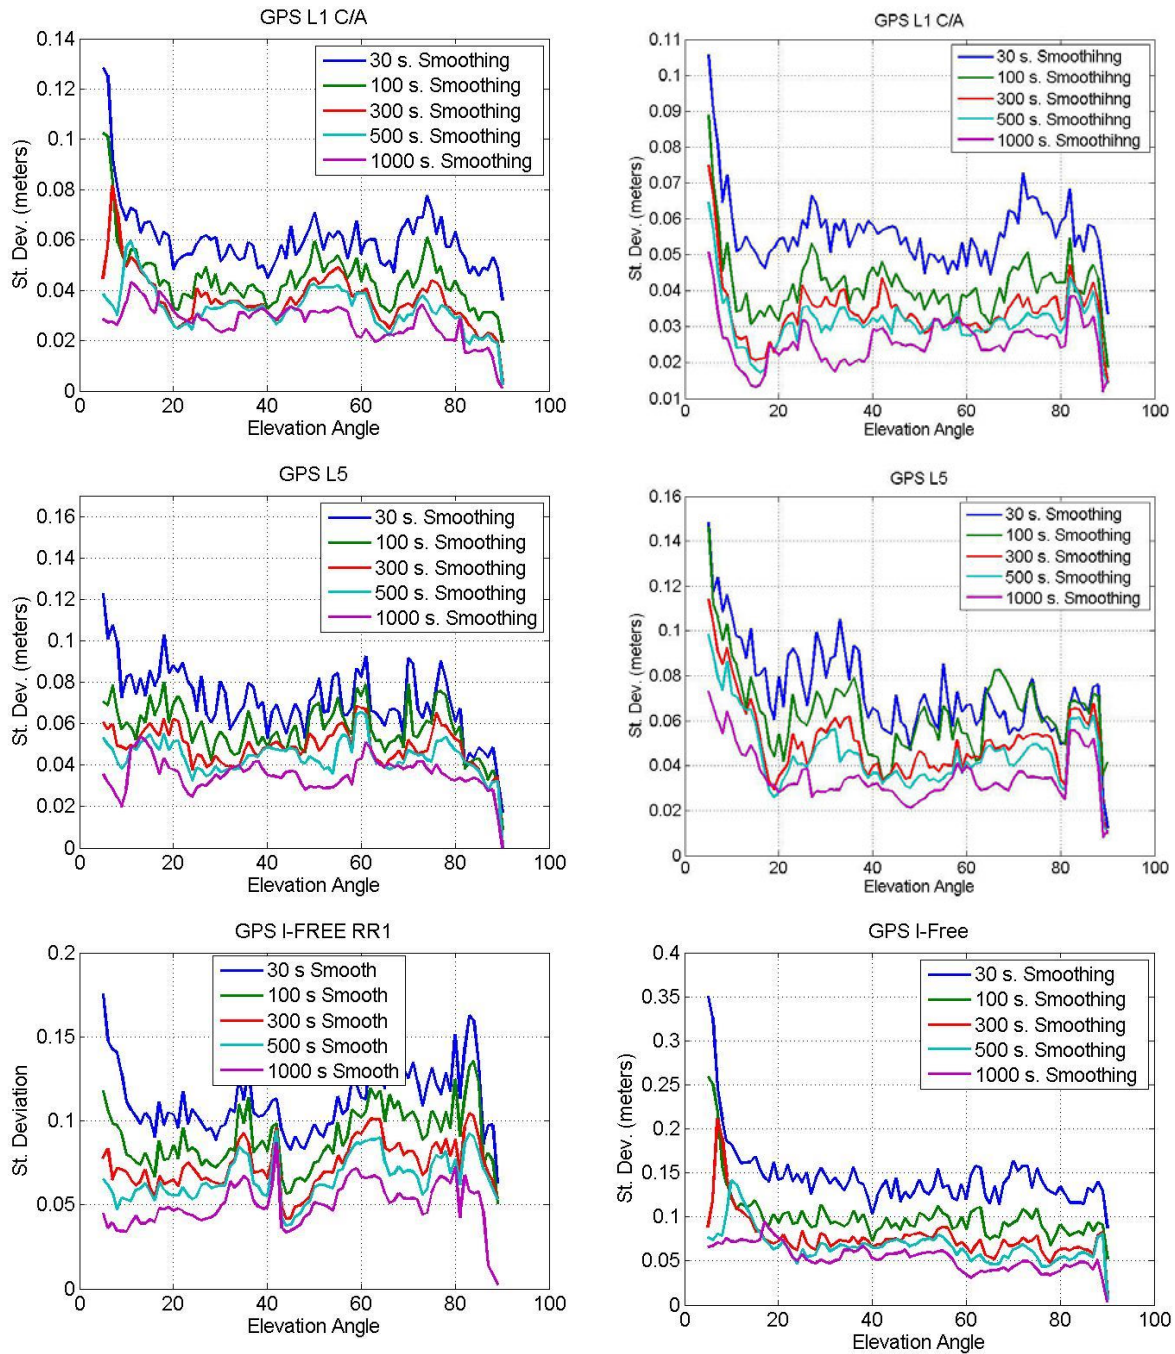 GPS L1 C/A
0.14
0.12
0.1
0.08
0.06
0.04
0.02
0
St. Dev. (meters)
30 s. Smoothing
100 s. Smoothing
300 s. Smoothing
500 s. Smoothing
1000 s. Smoothing
0 20 40 60 80 100
Elevation Angle
GPS L1 C/A
0.11
0.1
0.09
0.08
0.07
0.06
0.05
0.04
0.03
0.02
0.01
St. Dev. (meters)
30 s. Smoothihng
100 s. Smoothihng
300 s. Smoothihng
500 s. Smoothihng
1000 s. Smoothihng
0 20 40 60 80 100
Elevation Angle
GPS L5
0.16
0.14
0.12
0.1
0.08
0.06
0.04
0.02
0
St. Dev. (meters)
30 s. Smoothing
100 s. Smoothing
300 s. Smoothing
500 s. Smoothing
1000 s. Smoothing
0 20 40 60 80 100
Elevation Angle
GPS L5
0.16
0.14
0.12
0.1
0.08
0.06
0.04
0.02
0
St. Dev. (meters)
30 s. Smoothing
100 s. Smoothing
300 s. Smoothing
500 s. Smoothing
1000 s. Smoothing
0 20 40 60 80 100
Elevation Angle
GPS I-FREE RR1
0.2
0.15
0.1
0.05
0
St. Deviation
30 s Smooth
100 s Smooth
300 s Smooth
500 s Smooth
1000 s Smooth
0 20 40 60 80 100
Elevation Angle
GPS I-Free
0.4
0.35
0.3
0.25
0.2
0.15
0.1
0.05
0
St. Dev. (meters)
30 s. Smoothing
100 s. Smoothing
300 s. Smoothing
500 s. Smoothing
1000 s. Smoothing
0 20 40 60 80 100
Elevation Angle